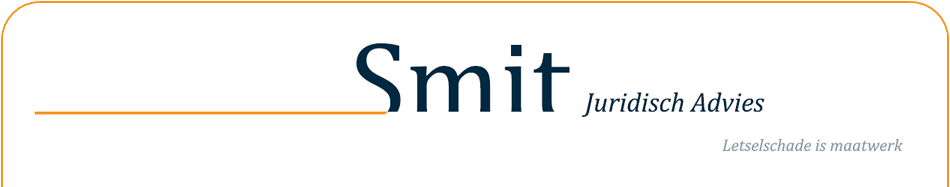 Smit Juridisch Advies
Letselschade is maatwerk